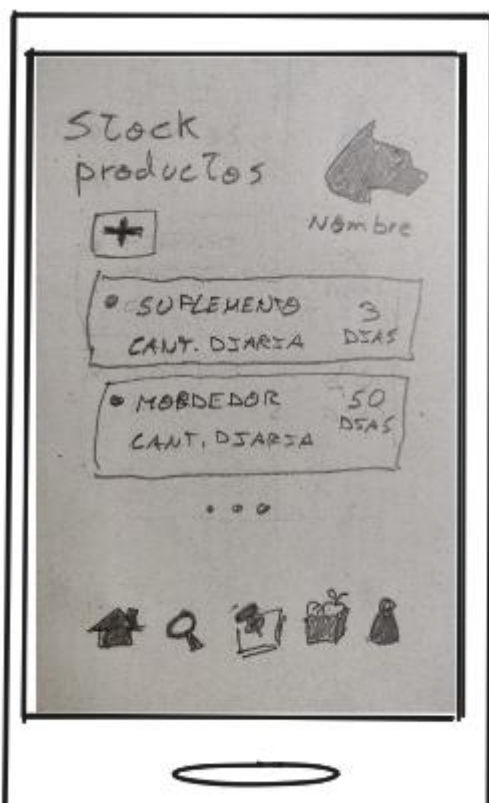 Stock
productos
Nombre
+
• SUPLEMENTO 3
CANT. DIARIA DIAS
• MORDEDOR 50
CANT. DIARIA DIAS
...